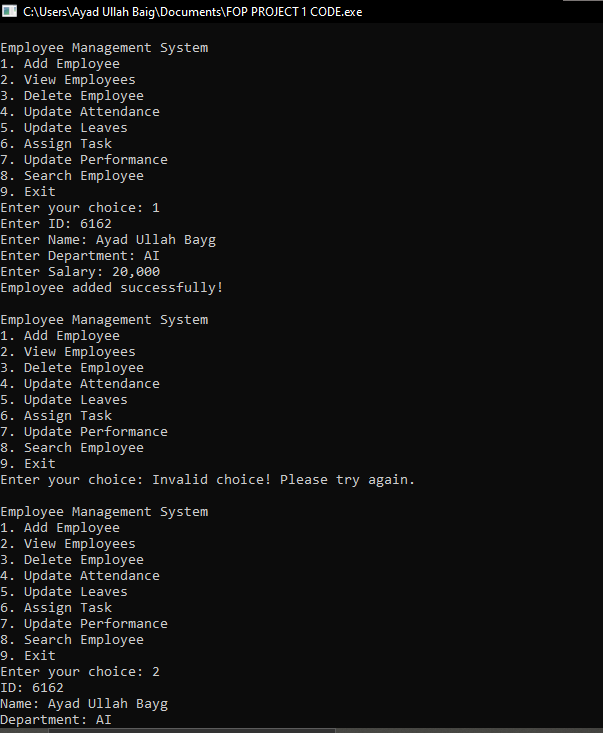 C:\Users\Ayad Ullah Baig\Documents\FOP PROJECT 1 CODE.exe
Employee Management System
1. Add Employee
2. View Employees
3. Delete Employee
4. Update Attendance
5. Update Leaves
6. Assign Task
7. Update Performance
8. Search Employee
9. Exit
Enter your choice: 1
Enter ID: 6162
Enter Name: Ayad Ullah Bayg
Enter Department: AI
Enter Salary: 20,000
Employee added successfully!
Employee Management System
1. Add Employee
2. View Employees
3. Delete Employee
4. Update Attendance
5. Update Leaves
6. Assign Task
7. Update Performance
8. Search Employee
9. Exit
Enter your choice: Invalid choice! Please try again.
Employee Management System
1. Add Employee
2. View Employees
3. Delete Employee
4. Update Attendance
5. Update Leaves
6. Assign Task
7. Update Performance
8. Search Employee
9. Exit
Enter your choice: 2
ID: 6162
Name: Ayad Ullah Bayg
Department: AI